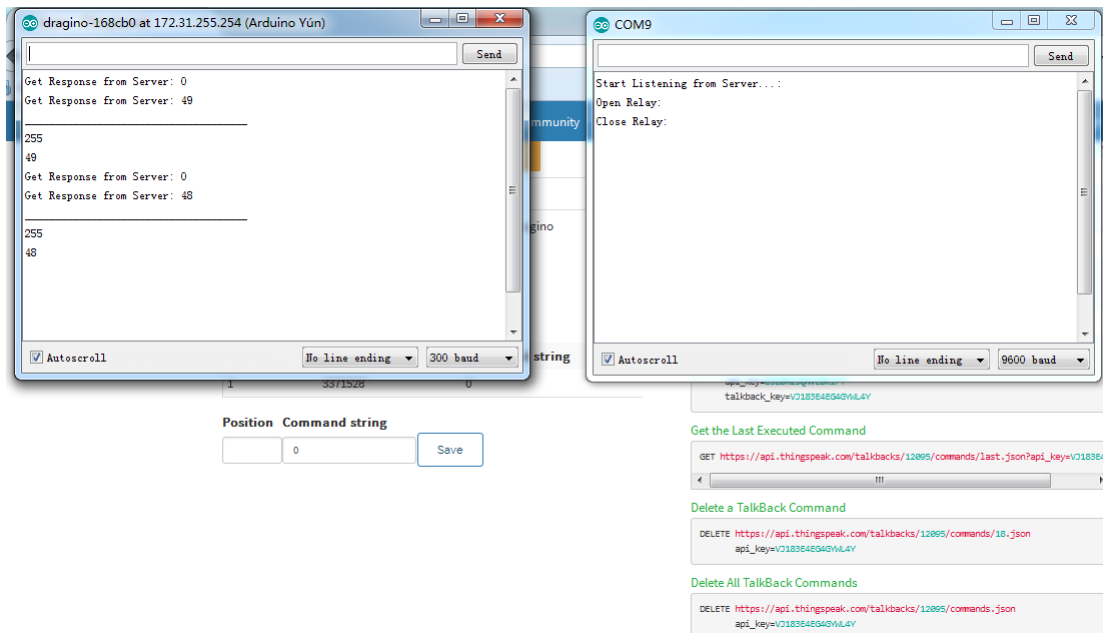 dragino-168cb0 at 172.31.255.254 (Arduino Yún)
Send
Get Response from Server: 0
Get Response from Server: 49
255
49
Get Response from Server: 0
Get Response from Server: 48
255
48
Autoscroll
No line ending
300 baud
COM9
Send
Start Listening from Server...:
Open Relay:
Close Relay:
Autoscroll
No line ending
9600 baud
mmunity
gino
string
1 3371528 0
Position Command string
0
Save
talkback_key=VJ183E4EG4GYWL4Y
Get the Last Executed Command
GET https://api.thingspeak.com/talkbacks/12095/commands/last.json?api_key=VJ183E4
Delete a TalkBack Command
DELETE https://api.thingspeak.com/talkbacks/12095/commands/18.json
api_key=VJ183E4EG4GYWL4Y
Delete All TalkBack Commands
DELETE https://api.thingspeak.com/talkbacks/12095/commands.json
api_key=VJ183E4EG4GYWL4Y